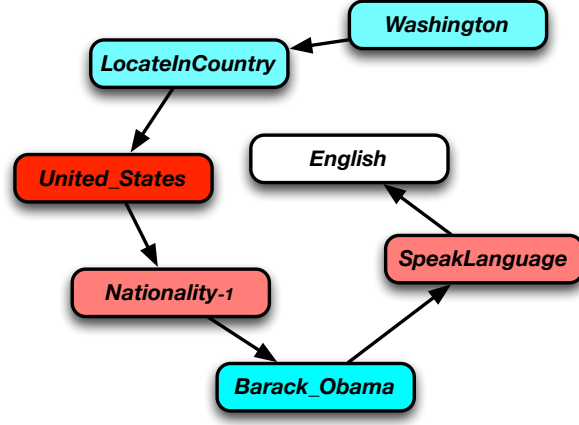 Washington
LocateInCountry
United_States
English
SpeakLanguage
Nationality-1
Barack_Obama